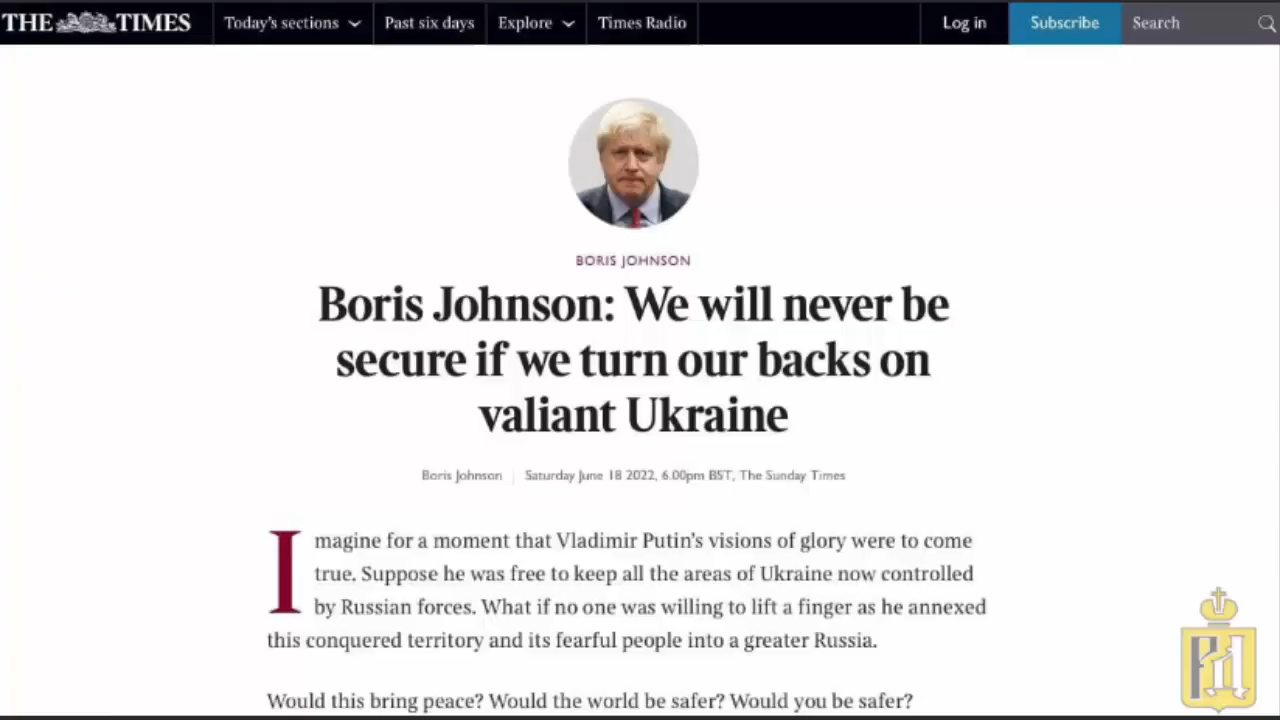 THE TIMES
Today's sections
Past six days
Explore
Times Radio
Log in
Subscribe
Search
BORIS JOHNSON
Boris Johnson: We will never be
secure if we turn our backs on
valiant Ukraine
Boris Johnson | Saturday June 18 2022, 6.00pm BST, The Sunday Times
Imagine for a moment that Vladimir Putin's visions of glory were to come
true. Suppose he was free to keep all the areas of Ukraine now controlled
by Russian forces. What if no one was willing to lift a finger as he annexed
this conquered territory and its fearful people into a greater Russia.
Would this bring peace? Would the world be safer? Would you be safer?